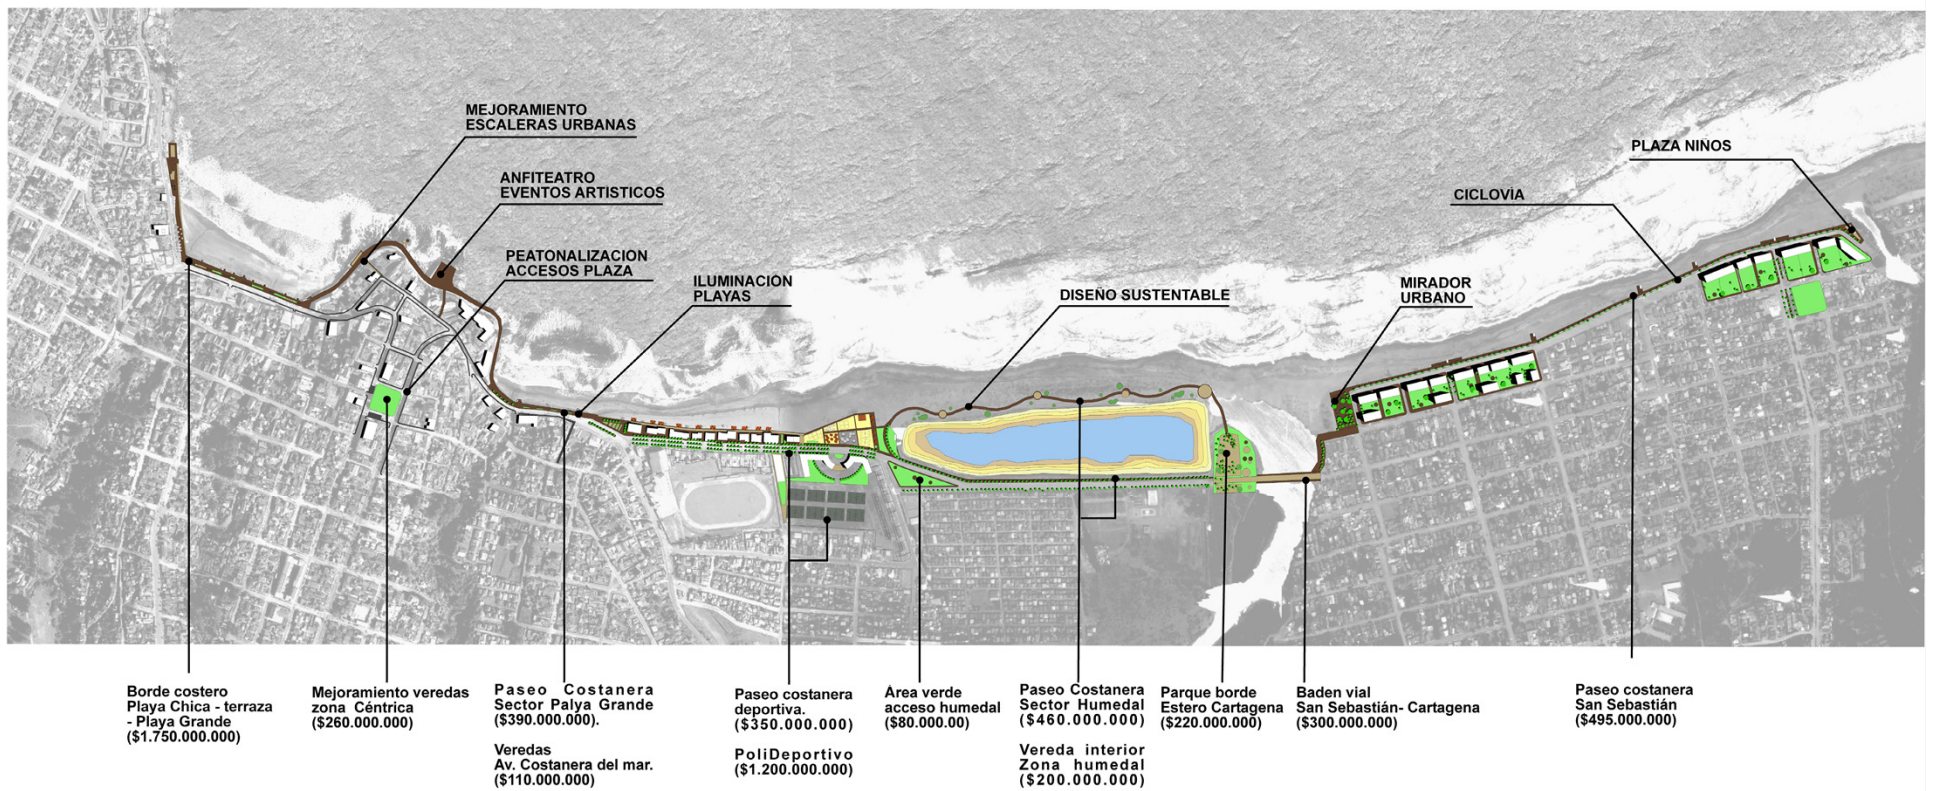 MEJORAMIENTO
ESCALERAS URBANAS
ANFITEATRO
EVENTOS ARTISTICOS
PEATONALIZACION
ACCESOS PLAZA
ILUMINACIÓN
PLAYAS
DISEÑO SUSTENTABLE
MIRADOR
URBANO
CICLOVÍA
PLAZA NIÑOS
Borde costero
Playa Chica - terraza
- Playa Grande
($1.750.000.000)
Mejoramiento veredas
zona Céntrica
($260.000.000)
Paseo Costanera
Sector Palya Grande
($390.000.000).
Veredas
Av. Costanera del mar.
($110.000.000)
Paseo costanera
deportiva.
($350.000.000)
PoliDeportivo
($1.200.000.000)
Área verde
acceso humedal
($80.000.00)
Paseo Costanera
Sector Humedal
($460.000.000)
Vereda interior
Zona humedal
($200.000.000)
Parque borde
Estero Cartagena
($220.000.000)
Baden vial
San Sebastián- Cartagena
($300.000.000)
Paseo costanera
San Sebastián
($495.000.000)